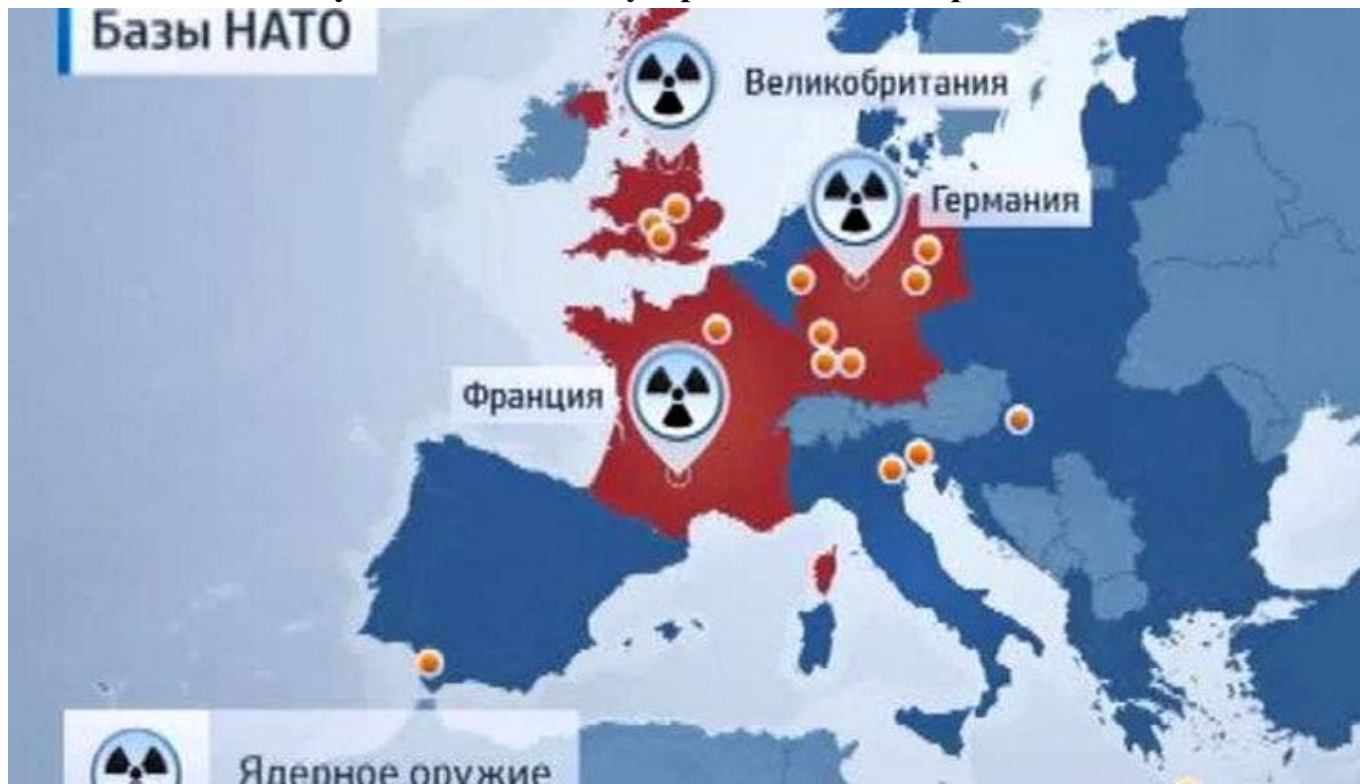 Базы НАТО
Великобритания
Германия
Франция
Ядерное оружие